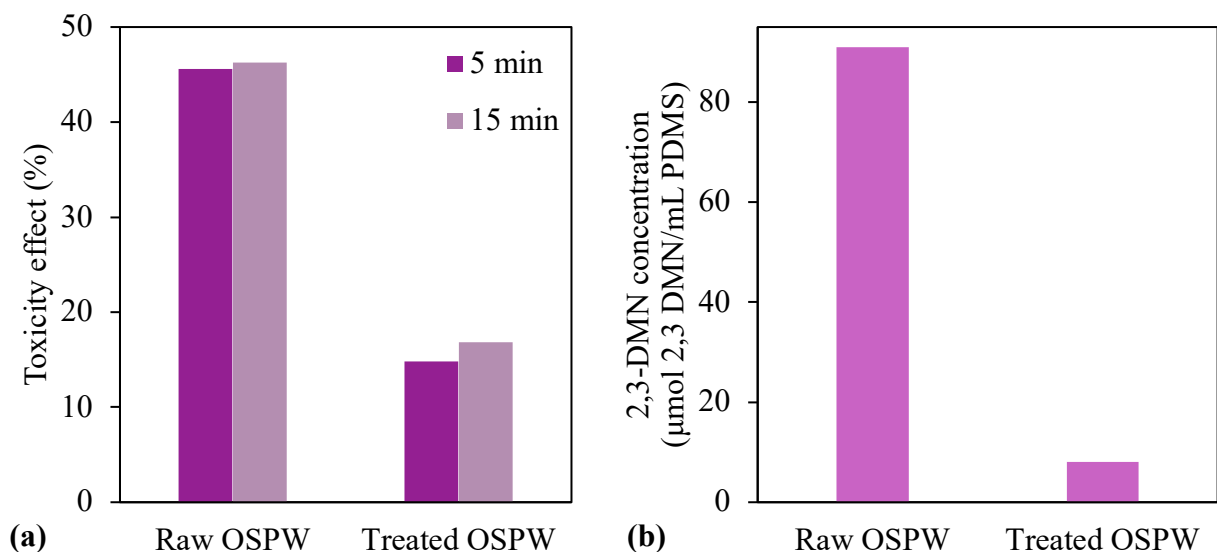 50
40
30
20
10
0
Toxicity effect (%)
5 min
15 min
Raw OSPW
Treated OSPW
(a)
80
60
40
20
0
2,3-DMN concentration
(µmol 2,3 DMN/mL PDMS)
Raw OSPW
Treated OSPW
(b)